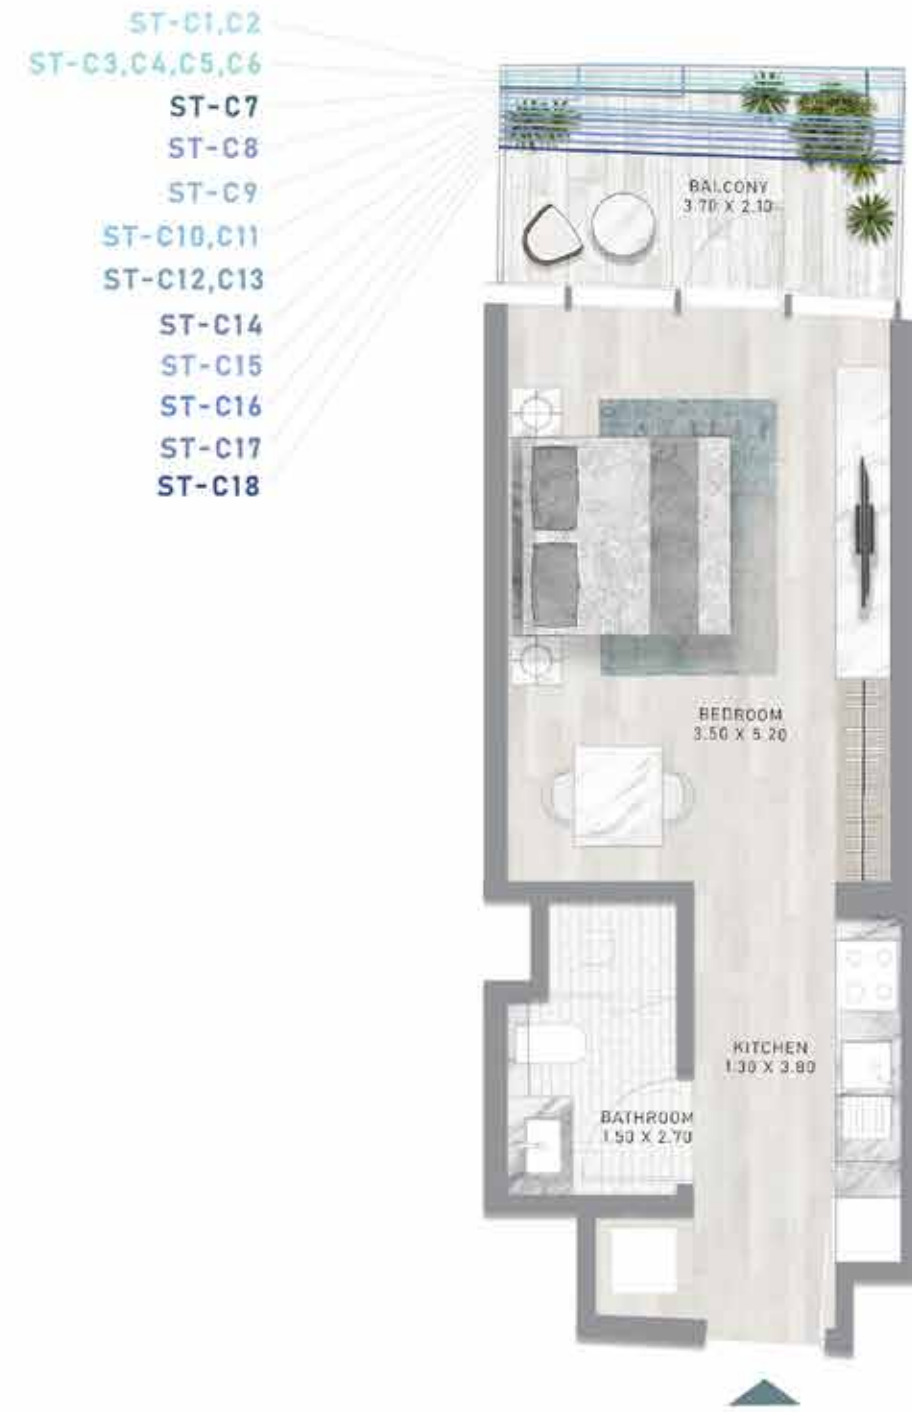 ST-C1,C2
ST-C3,C4,C5,C6
ST-C7
ST-C8
ST-C9
ST-C10,C11
ST-C12,C13
ST-C14
ST-C15
ST-C16
ST-C17
ST-C18
BALCONY
3.70 X 2.10
BEDROOM
3.50 X 5.20
KITCHEN
1.30 X 3.80
BATHROOM
1.50 X 2.70